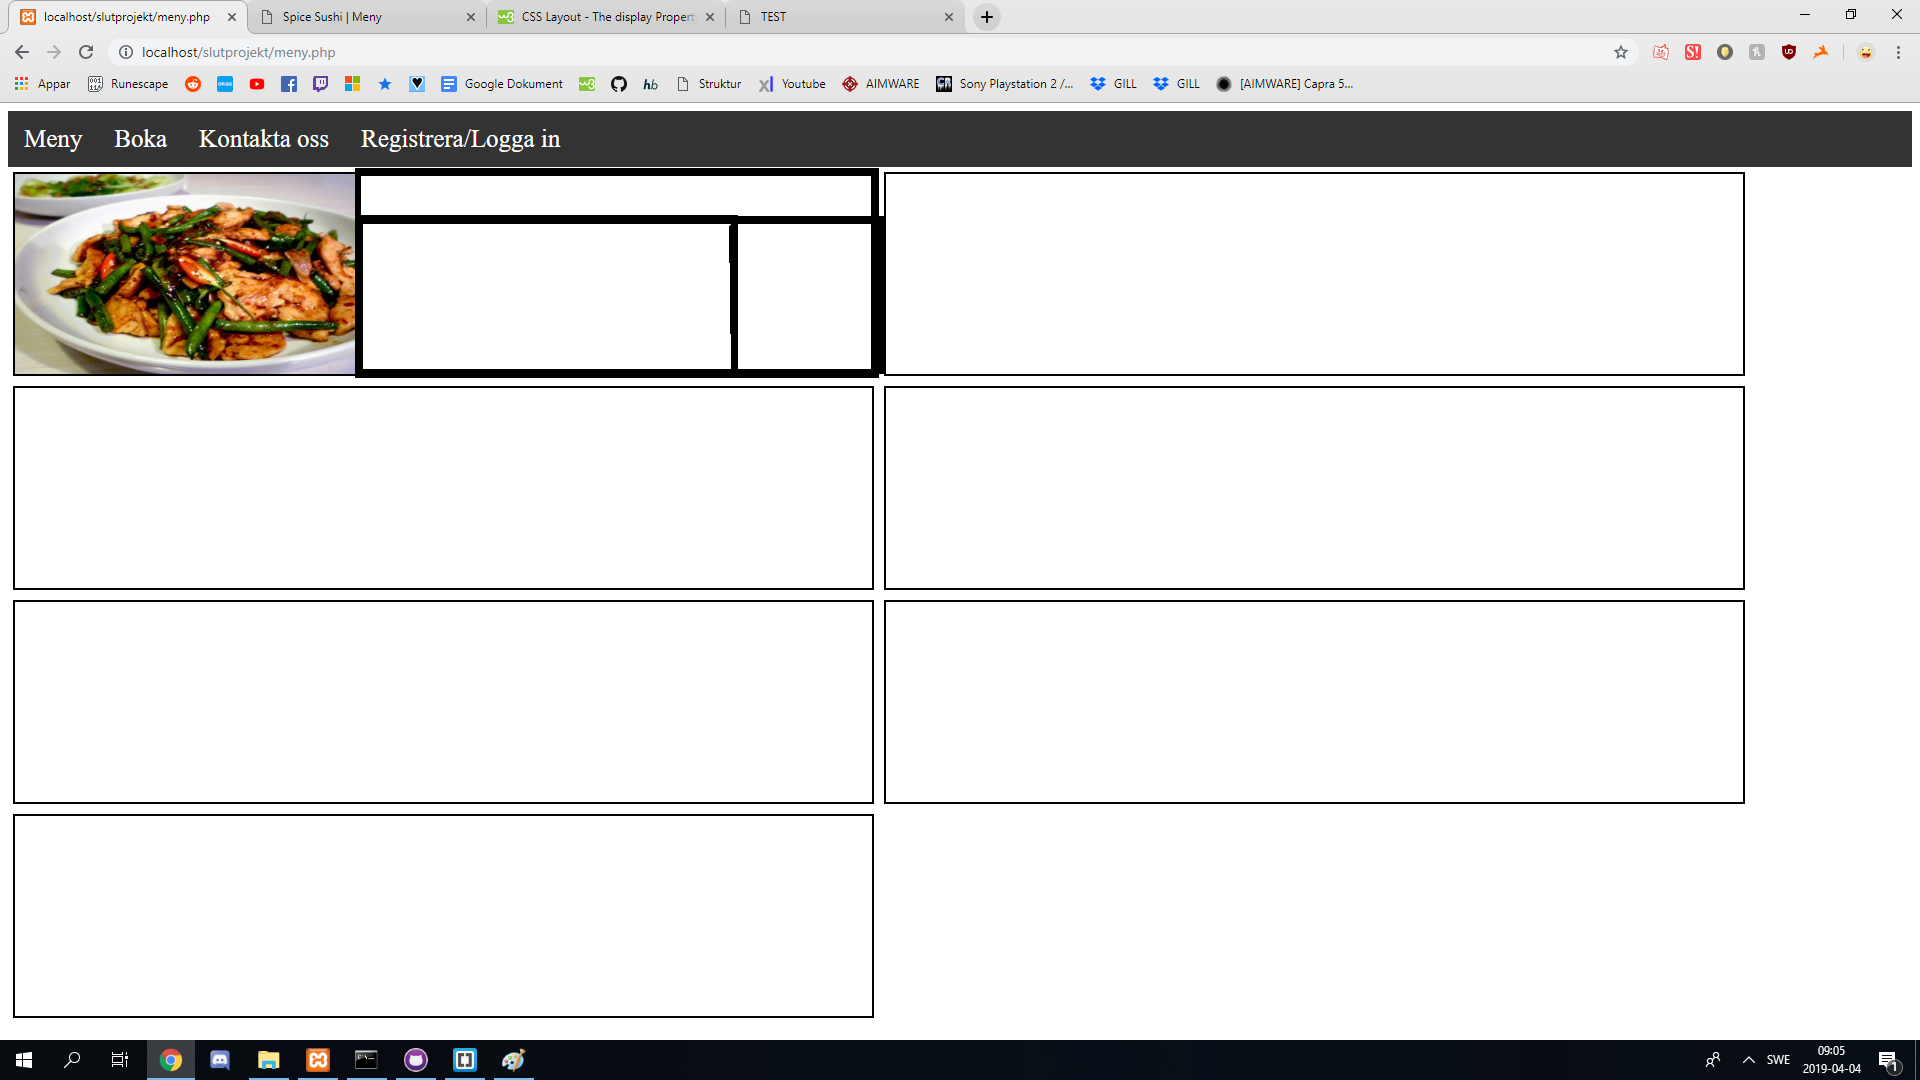 localhost/slutprojekt/meny.php
Spice Sushi | Meny
CSS Layout - The display Propert
TEST
localhost/slutprojekt/meny.php
Appar
Runescape
Google Dokument
hb
Struktur
Youtube
AIMWARE
Sony Playstation 2 /...
GILL
GILL
[AIMWARE] Capra 5...
Meny
Boka
Kontakta oss
Registrera/Logga in
SWE
09:05
2019-04-04
1